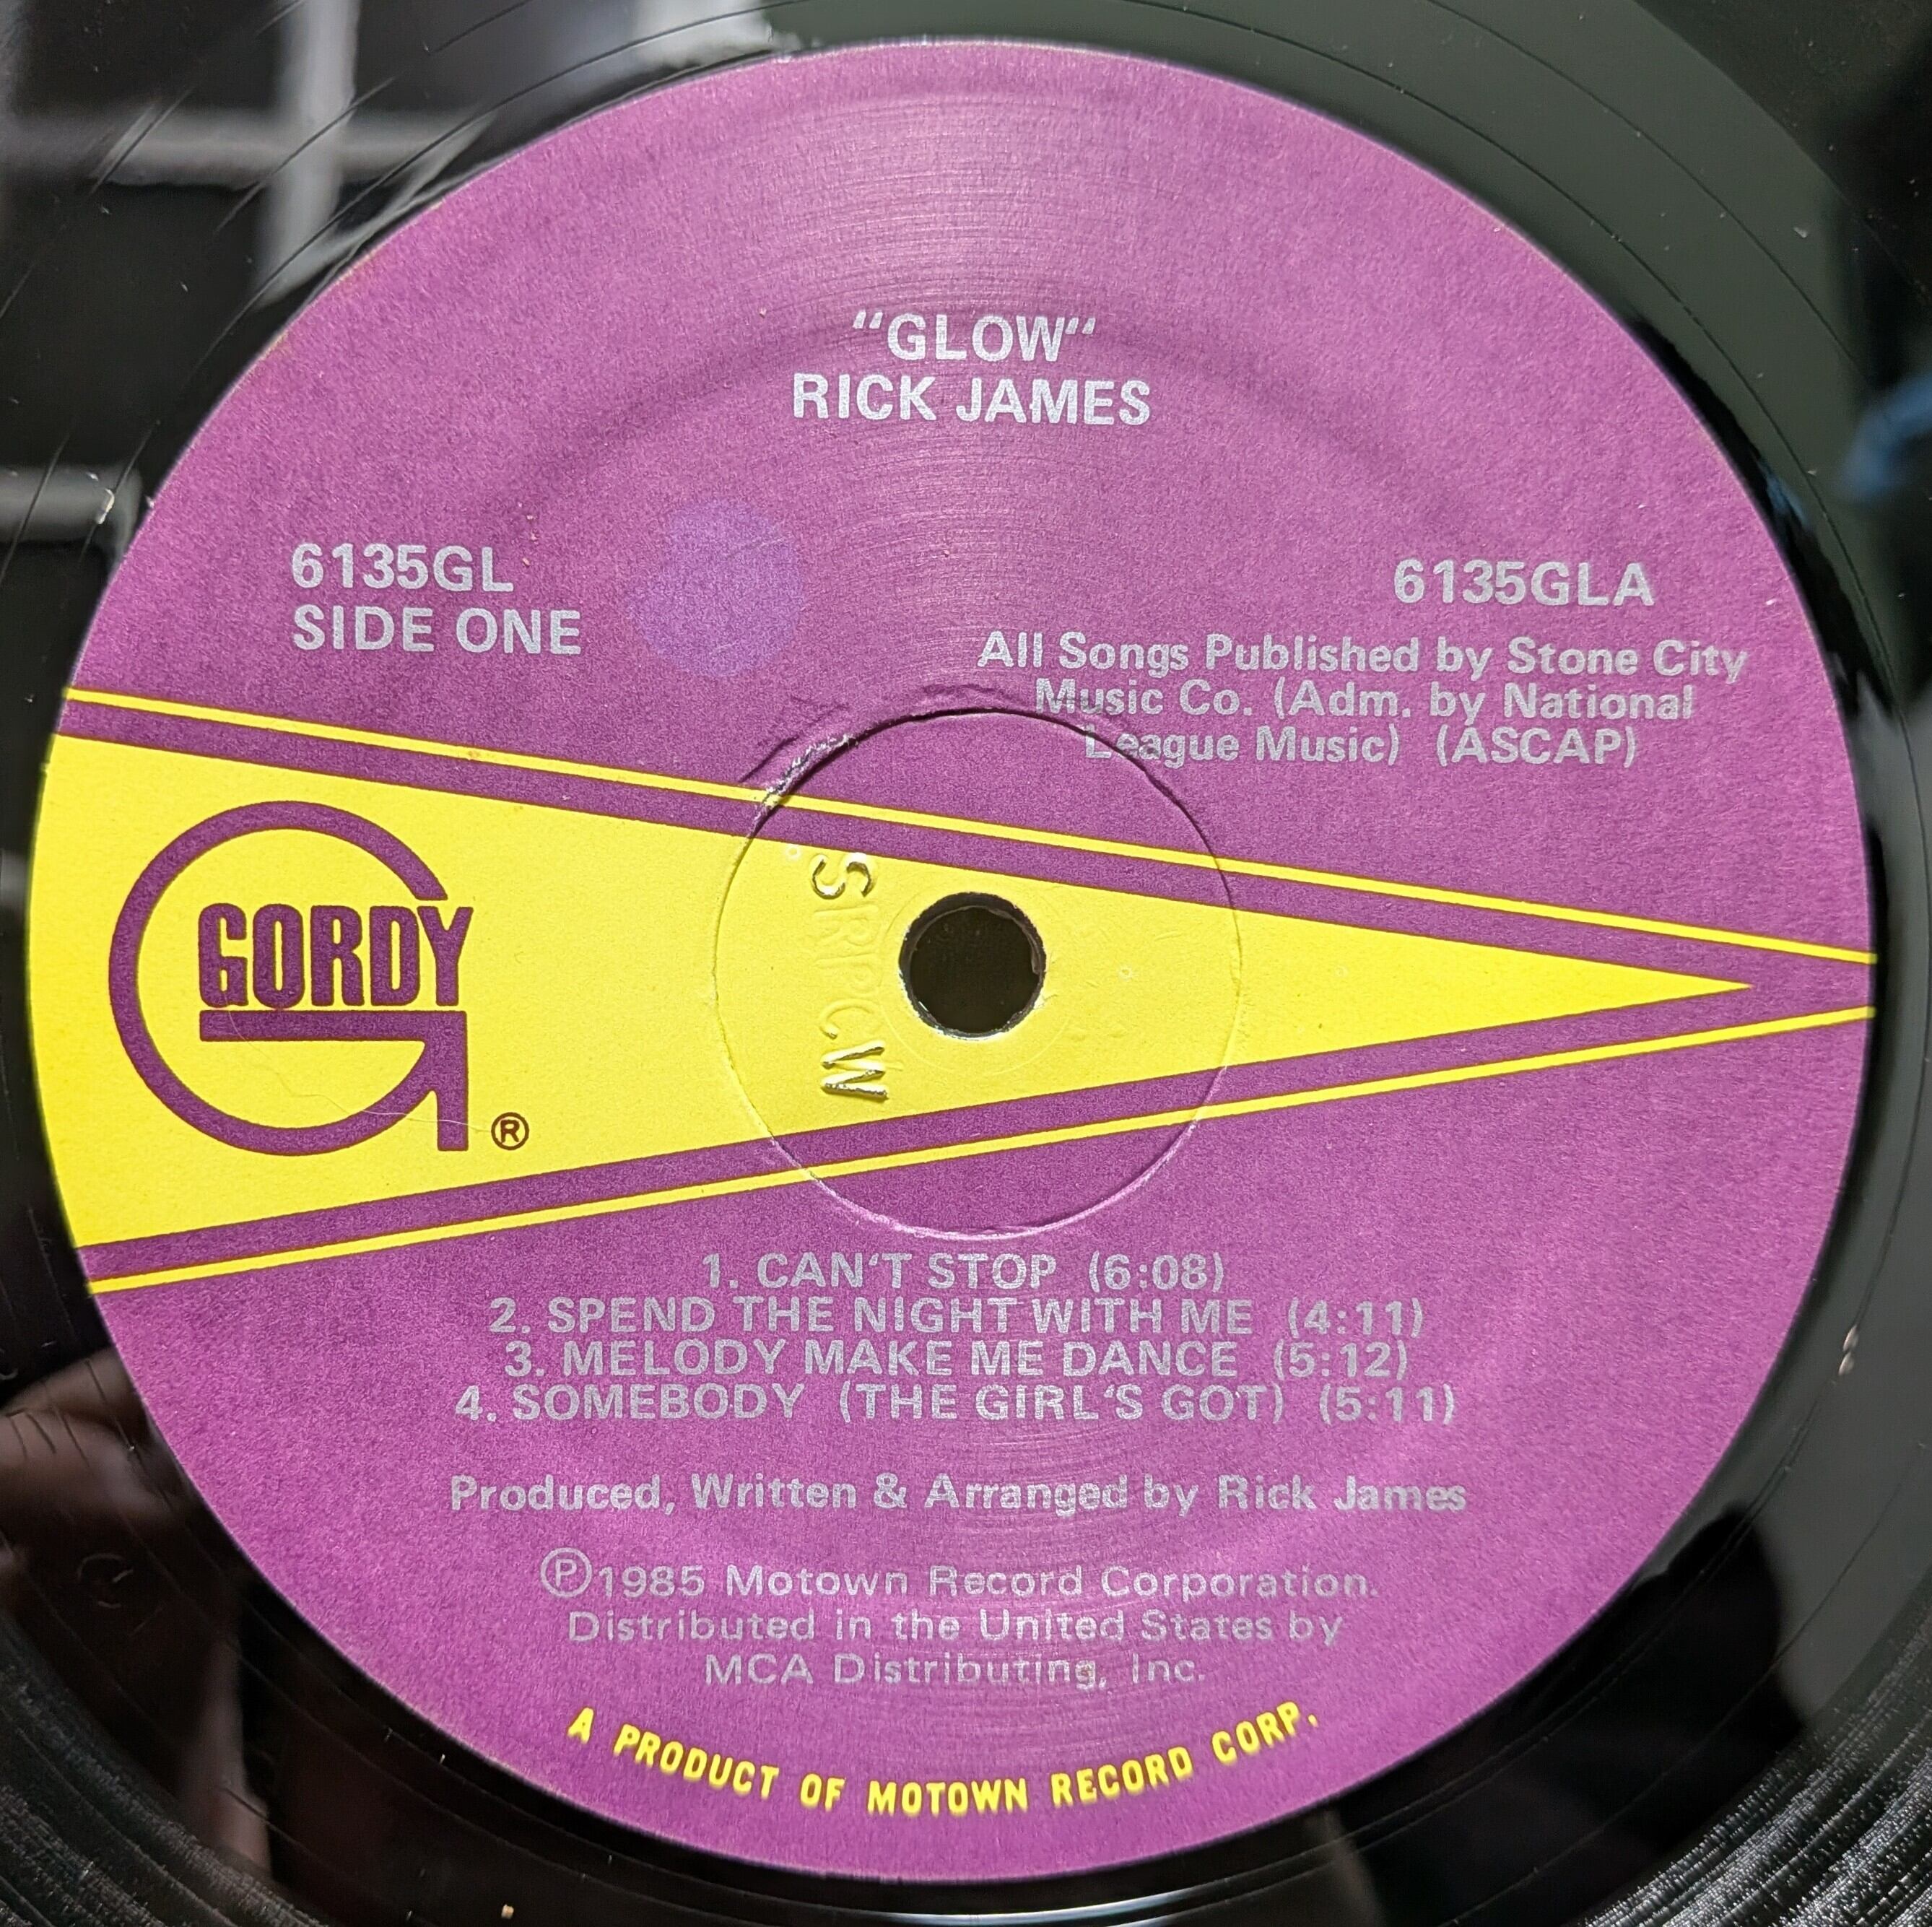 "GLOW"
RICK JAMES
6135GL
SIDE ONE
6135GLA
All Songs Published by Stone City
Music Co. (Adm. by National
League Music) (ASCAP)
GORDY
®
SRPCW
1. CAN'T STOP (6:08)
2. SPEND THE NIGHT WITH ME (4:11)
3. MELODY MAKE ME DANCE (5:12)
4. SOMEBODY (THE GIRL'S GOT) (5:11)
Produced, Written & Arranged by Rick James
℗1985 Motown Record Corporation.
Distributed in the United States by
MCA Distributing, Inc.
A PRODUCT OF MOTOWN RECORD CORP.